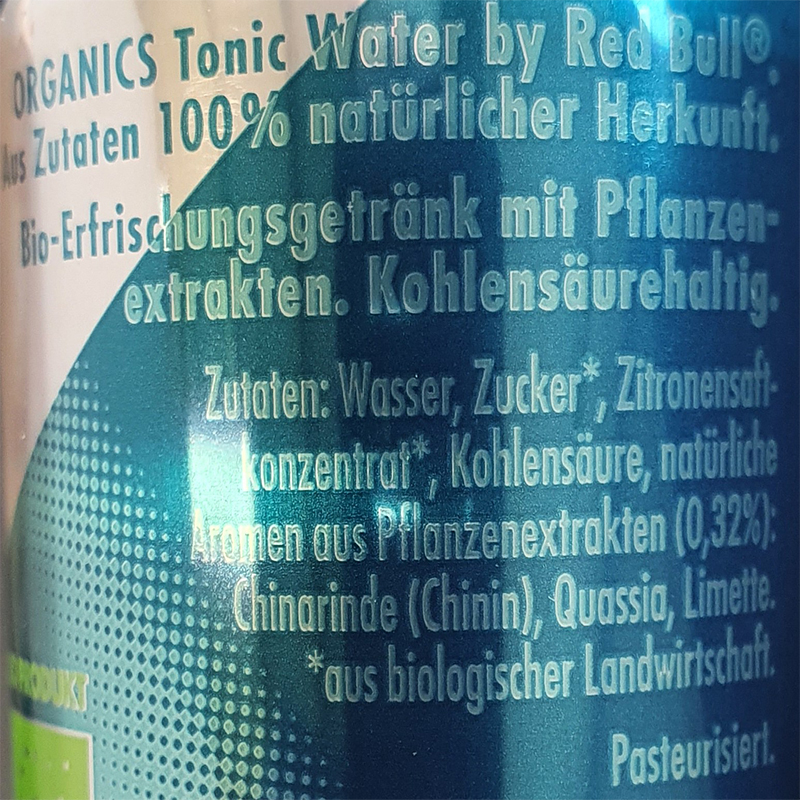 ORGANICS Tonic Water by Red Bull®.
Aus Zutaten 100% natürlicher Herkunft.
Bio-Erfrischungsgetränk mit Pflanzen-
extrakten. Kohlensäurehaltig.
Zutaten: Wasser, Zucker*, Zitronensaft-
konzentrat*, Kohlensäure, natürliche
Aromen aus Pflanzenextrakten (0,32%):
Chinarinde (Chinin), Quassia, Limette.
*aus biologischer Landwirtschaft.
Pasteurisiert.